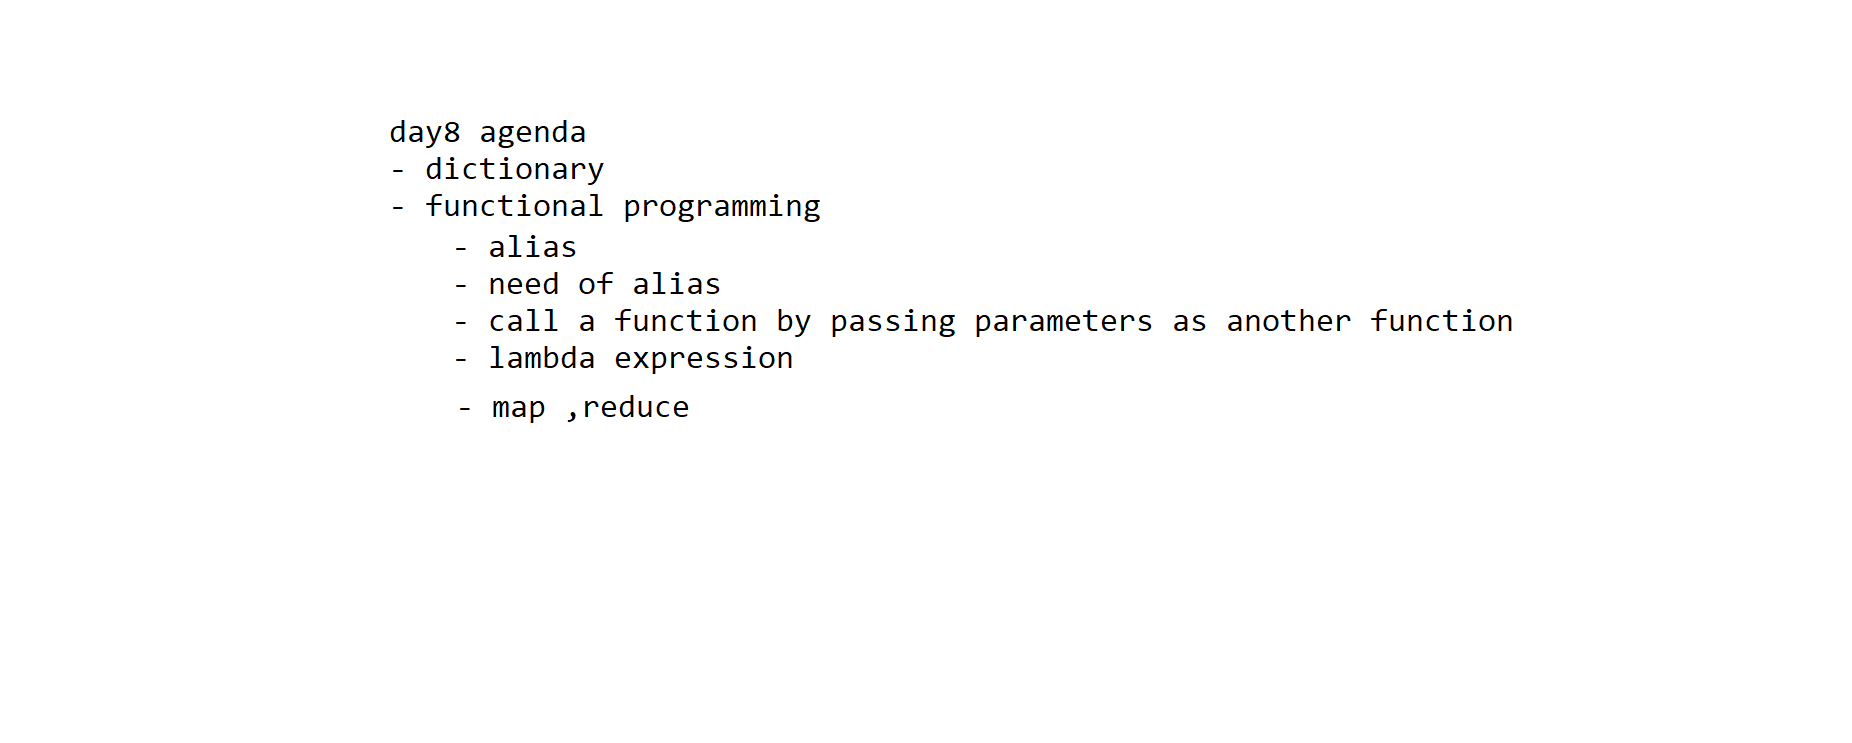 day8 agenda
- dictionary
- functional programming
- alias
- need of alias
- call a function by passing parameters as another function
- lambda expression
- map ,reduce